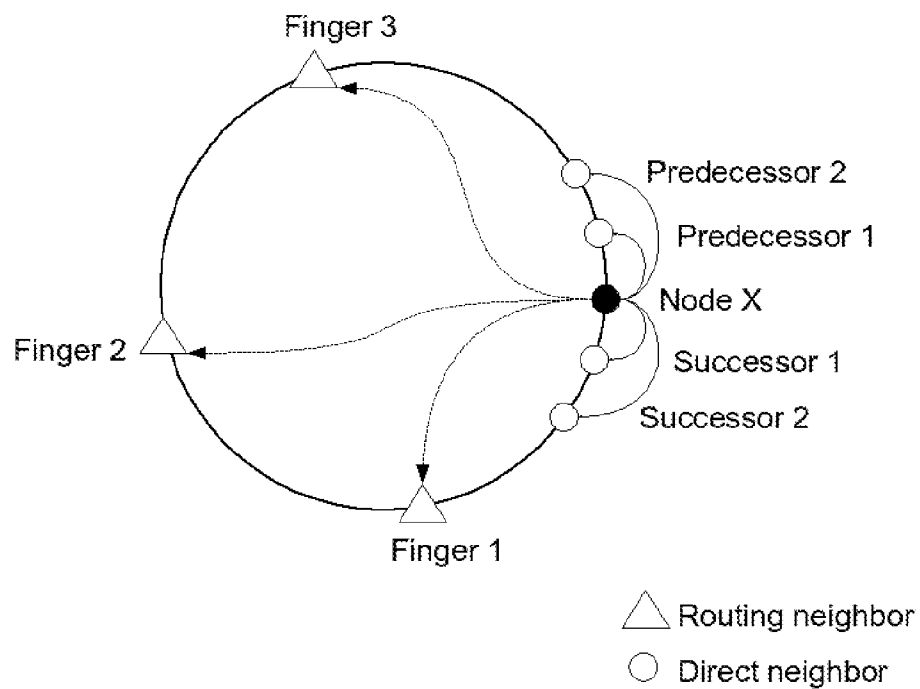 Finger 3
Predecessor 2
Predecessor 1
Node X
Finger 2
Successor 1
Successor 2
Finger 1
Routing neighbor
Direct neighbor